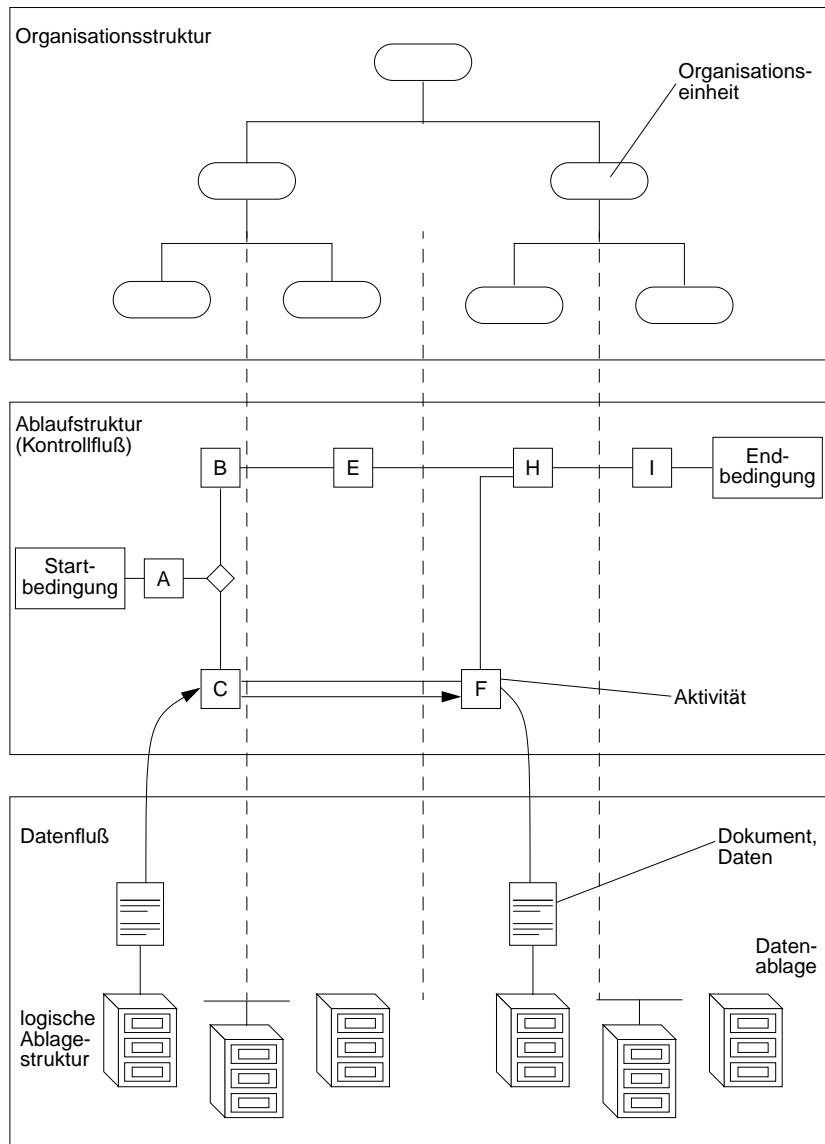 Organisationsstruktur
Organisations-
einheit
Ablaufstruktur
(Kontrollfluß)
B
E
H
I
End-
bedingung
Start-
bedingung
A
C
F
Aktivität
Datenfluß
Dokument,
Daten
Daten-
ablage
logische
Ablage-
struktur